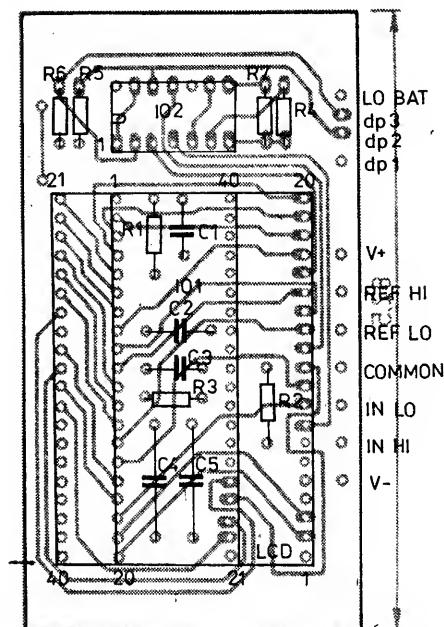 R6 R5 R7
LO BAT
IO2 R4
dp3
1 dp2
dp1
21 1 40 20
R1 C1
V+
IO1 REF HI
C2 REF LO
C3 COMMON
R3 R2
IN LO
IN HI
C4 C5 V-
LCD
40 20 21 1